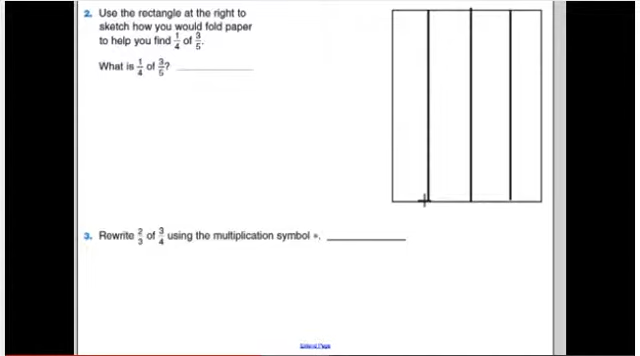 2. Use the rectangle at the right to
sketch how you would fold paper
to help you find 1/4 of 3/5.
What is 1/4 of 3/5? ____________
3. Rewrite 2/3 of 3/4 using the multiplication symbol *. ____________
Extend Page